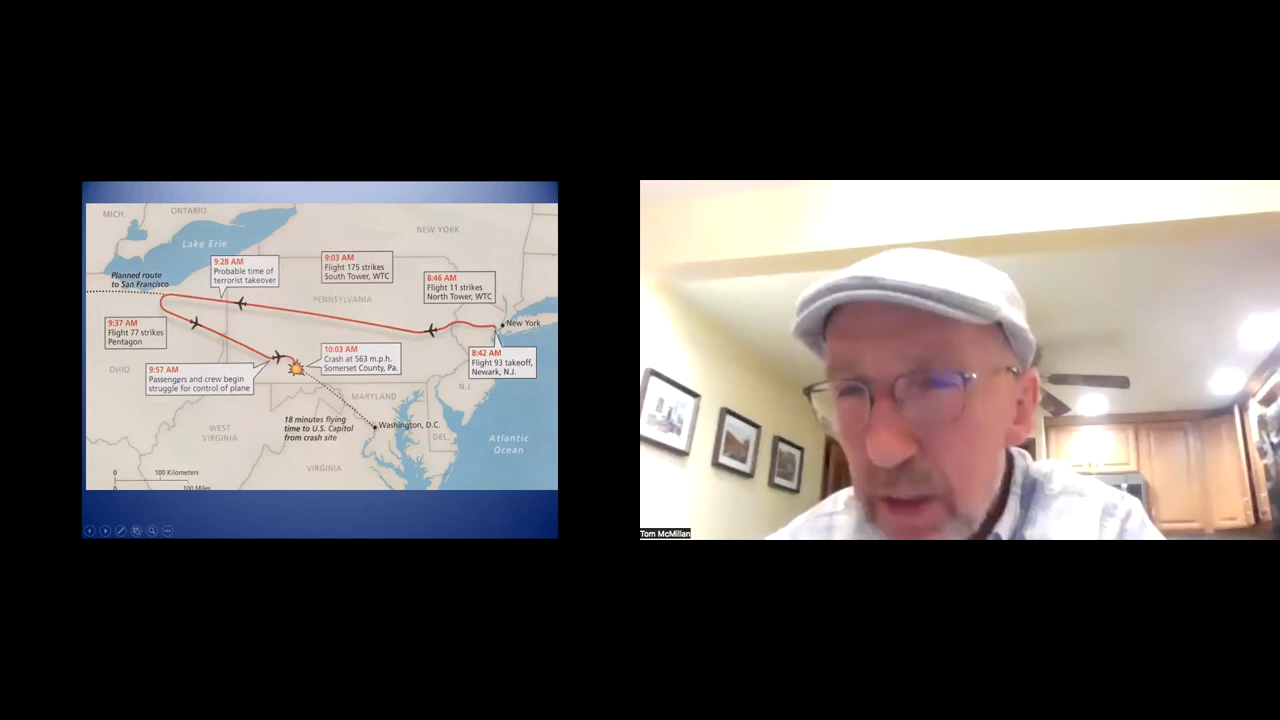 MICH.
ONTARIO
Lake Erie
NEW YORK
Planned route
to San Francisco
9:28 AM
Probable time of
terrorist takeover
9:03 AM
Flight 175 strikes
South Tower, WTC
8:46 AM
Flight 11 strikes
North Tower, WTC
PENNSYLVANIA
New York
9:37 AM
Flight 77 strikes
Pentagon
10:03 AM
Crash at 563 m.p.h.
Somerset County, Pa.
8:42 AM
Flight 93 takeoff,
Newark, N.J.
OHIO
9:57 AM
Passengers and crew begin
struggle for control of plane
N.J.
MARYLAND
18 minutes flying
time to U.S. Capitol
from crash site
Washington, D.C.
WEST
VIRGINIA
DEL.
Atlantic
Ocean
VIRGINIA
0 100 Kilometers
0 100 Miles
Tom McMillan